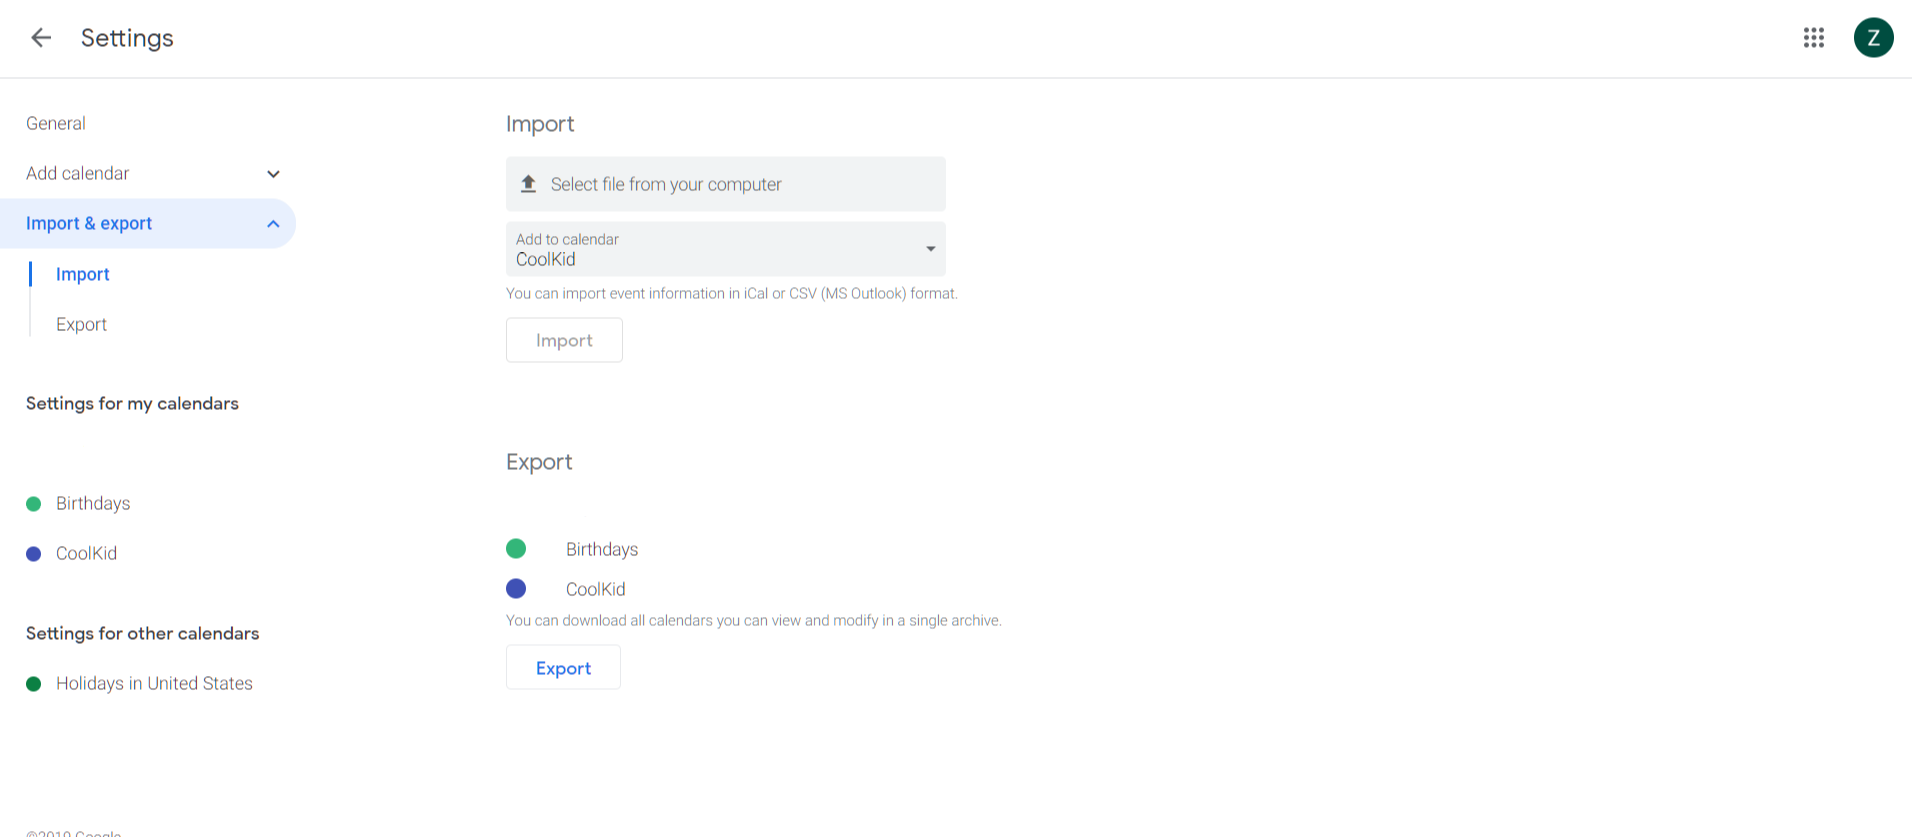 Settings
Z
General
Add calendar
Import & export
Import
Export
Settings for my calendars
Birthdays
CoolKid
Settings for other calendars
Holidays in United States
©2019 Google
Import
Select file from your computer
Add to calendar
CoolKid
You can import event information in iCal or CSV (MS Outlook) format.
Import
Export
Birthdays
CoolKid
You can download all calendars you can view and modify in a single archive.
Export